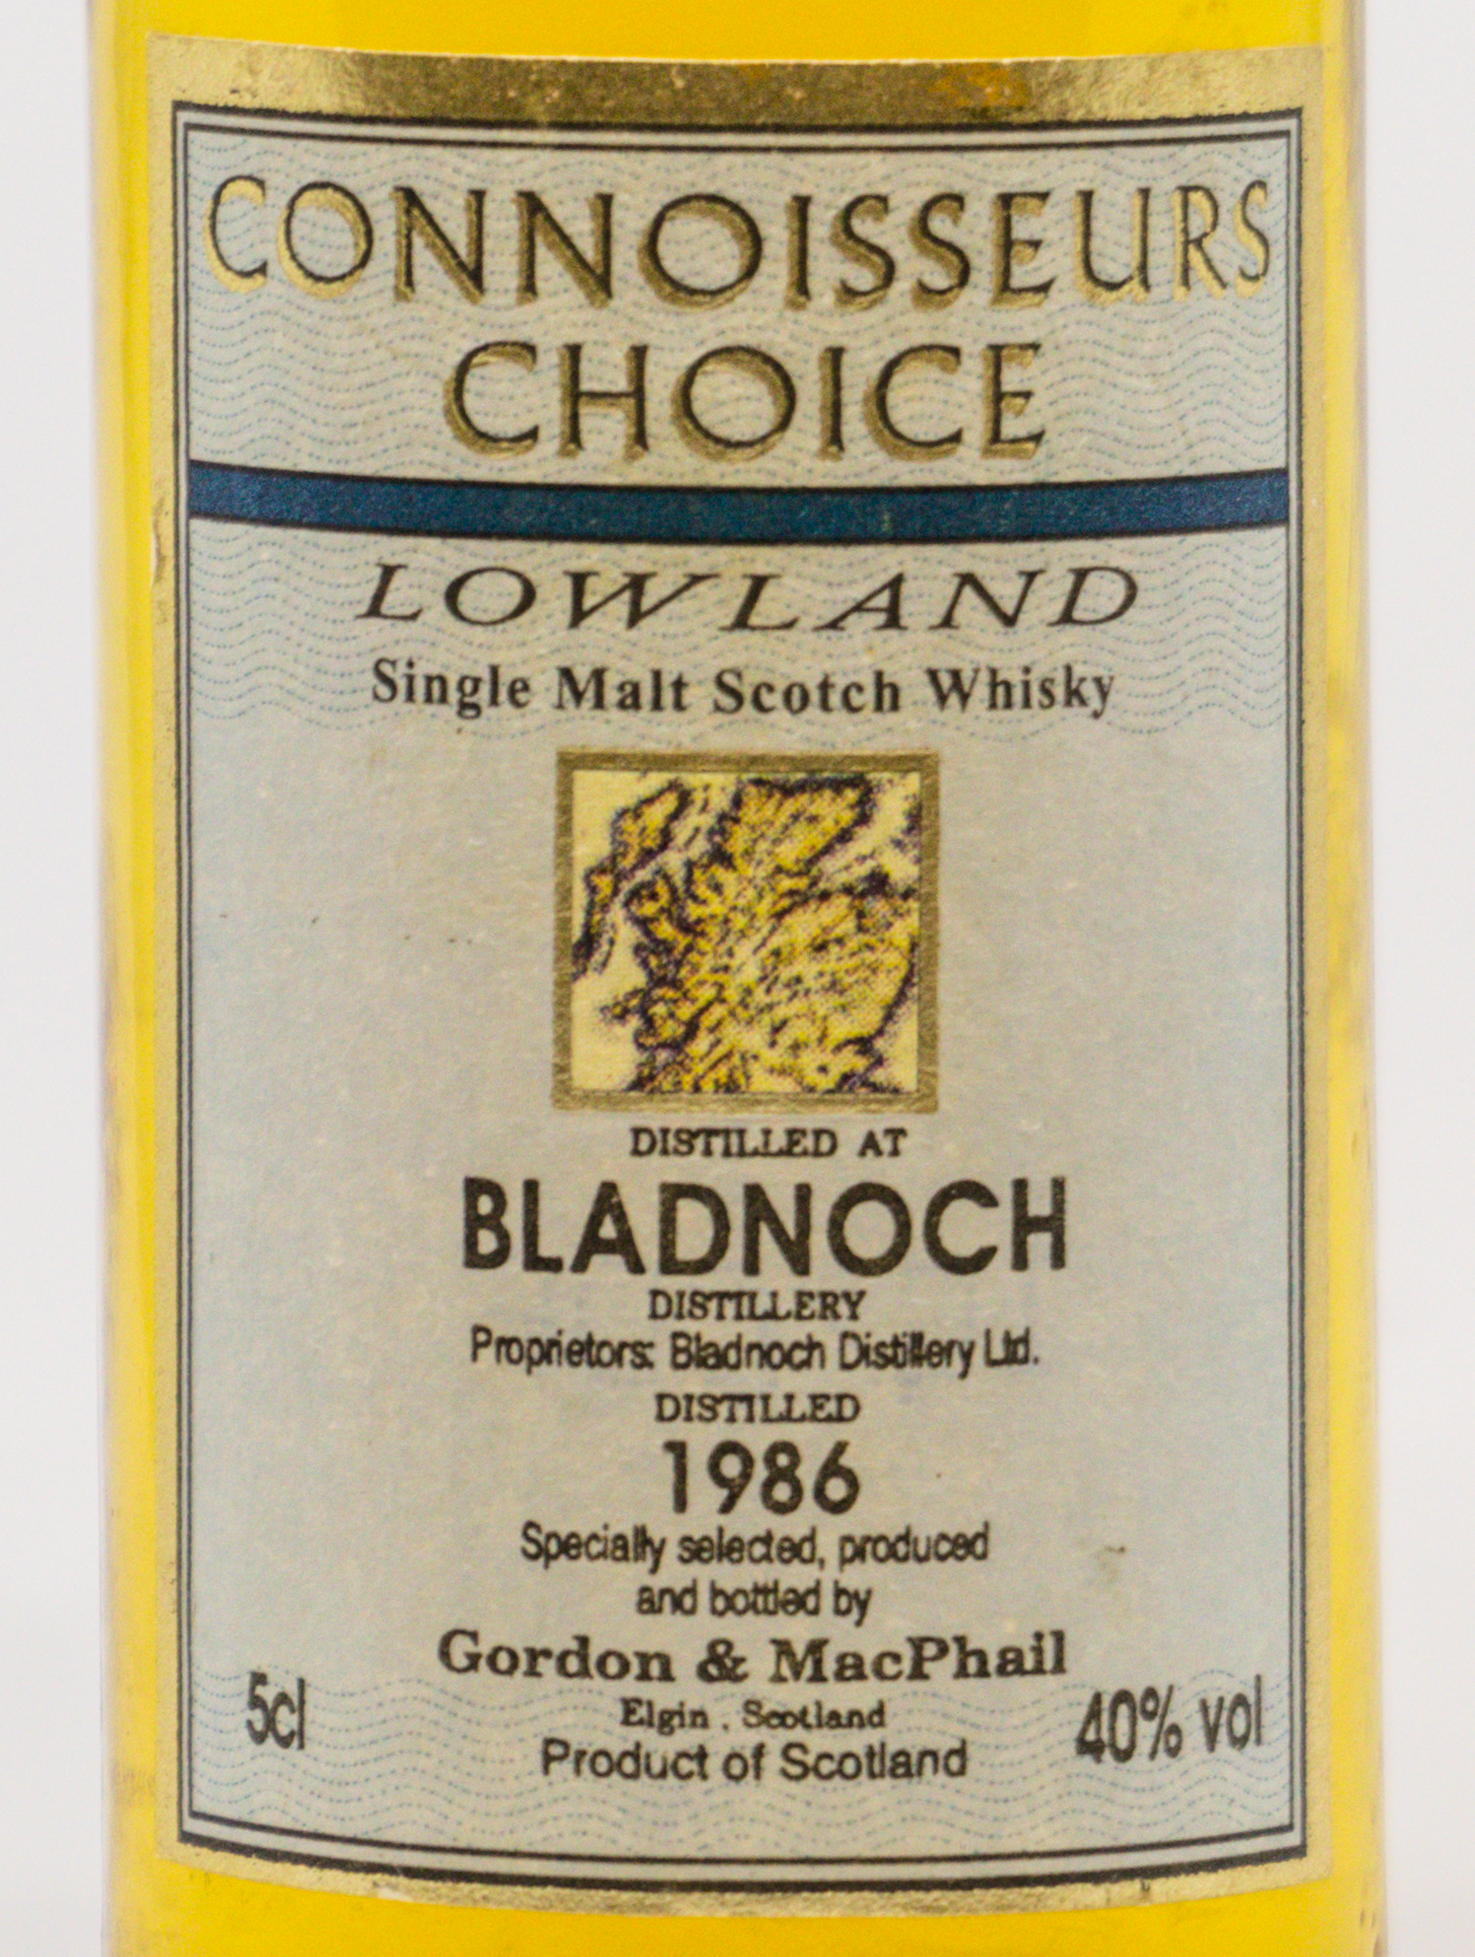 CONNOISSEURS
CHOICE
LOWLAND
Single Malt Scotch Whisky
DISTILLED AT
BLADNOCH
DISTILLERY
Proprietors: Bladnoch Distillery Ltd.
DISTILLED
1986
Specially selected, produced
and bottled by
Gordon & MacPhail
Elgin . Scotland
Product of Scotland
5cl
40% vol